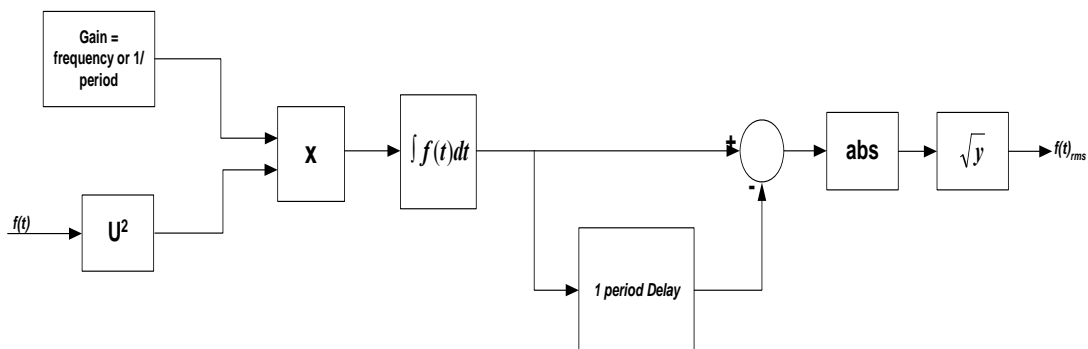 Gain =
frequency or 1/
period
f(t)
U²
X
∫ f(t)dt
+
-
1 period Delay
abs
√y
f(t)rms